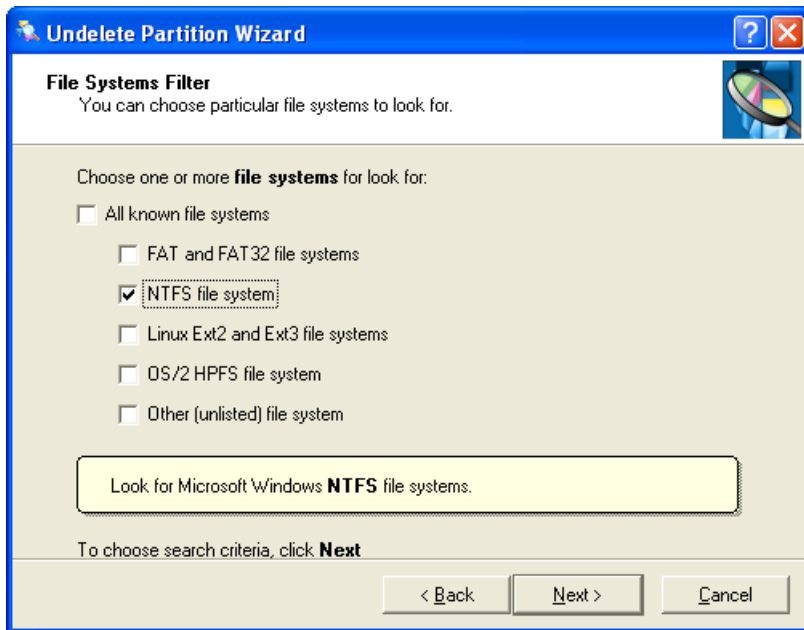 Undelete Partition Wizard
?
File Systems Filter
You can choose particular file systems to look for.
Choose one or more file systems for look for:
All known file systems
FAT and FAT32 file systems
NTFS file system
Linux Ext2 and Ext3 file systems
OS/2 HPFS file system
Other (unlisted) file system
Look for Microsoft Windows NTFS file systems.
To choose search criteria, click Next
< Back Next > Cancel